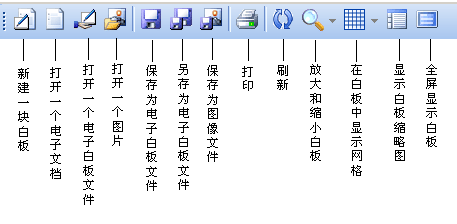 新建一块白板
打开一个电子文档
打开一个电子白板文件
打开一个图片
保存为电子白板文件
另存为电子白板文件
保存为图像文件
打印
刷新
放大和缩小白板
在白板中显示网格
显示白板缩略图
全屏显示白板